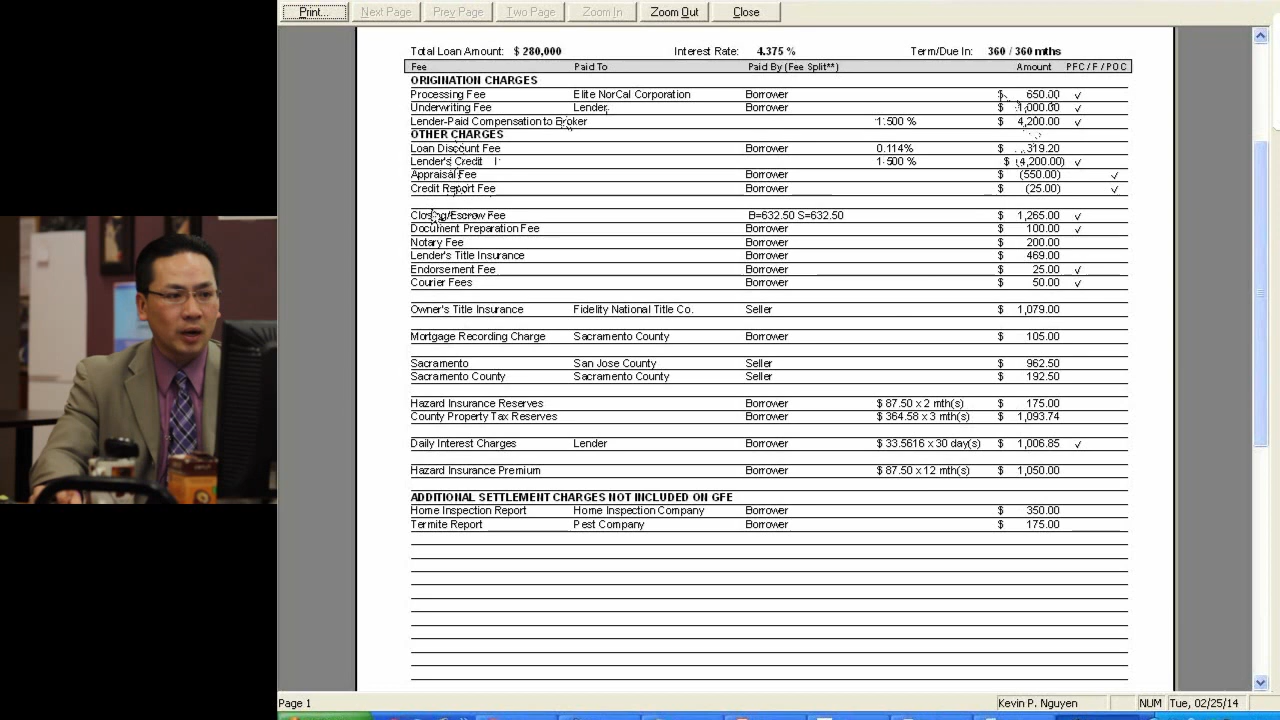 Print... Next Page Prev Page Two Page Zoom In Zoom Out Close
Total Loan Amount: $ 280,000 Interest Rate: 4.375 % Term/Due In: 360 / 360 mths
Fee Paid To Paid By (Fee Split**) Amount PFC / F / POC
ORIGINATION CHARGES
Processing Fee Elite NorCal Corporation Borrower $ 650.00 ✓
Underwriting Fee Lender Borrower $ 1,000.00 ✓
Lender-Paid Compensation to Broker 1.500 % $ 4,200.00 ✓
OTHER CHARGES
Loan Discount Fee Borrower 0.114% $ 319.20
Lender's Credit 1.500 % $ (4,200.00) ✓
Appraisal Fee Borrower $ (550.00) ✓
Credit Report Fee Borrower $ (25.00) ✓
Closing/Escrow Fee B=632.50 S=632.50 $ 1,265.00 ✓
Document Preparation Fee Borrower $ 100.00 ✓
Notary Fee Borrower $ 200.00
Lender's Title Insurance Borrower $ 469.00
Endorsement Fee Borrower $ 25.00 ✓
Courier Fees Borrower $ 50.00 ✓
Owner's Title Insurance Fidelity National Title Co. Seller $ 1,079.00
Mortgage Recording Charge Sacramento County Borrower $ 105.00
Sacramento San Jose County Seller $ 962.50
Sacramento County Sacramento County Seller $ 192.50
Hazard Insurance Reserves Borrower $ 87.50 x 2 mth(s) $ 175.00
County Property Tax Reserves Borrower $ 364.58 x 3 mth(s) $ 1,093.74
Daily Interest Charges Lender Borrower $ 33.5616 x 30 day(s) $ 1,006.85 ✓
Hazard Insurance Premium Borrower $ 87.50 x 12 mth(s) $ 1,050.00
ADDITIONAL SETTLEMENT CHARGES NOT INCLUDED ON GFE
Home Inspection Report Home Inspection Company Borrower $ 350.00
Termite Report Pest Company Borrower $ 175.00
Page 1 Kevin P. Nguyen NUM Tue, 02/25/14